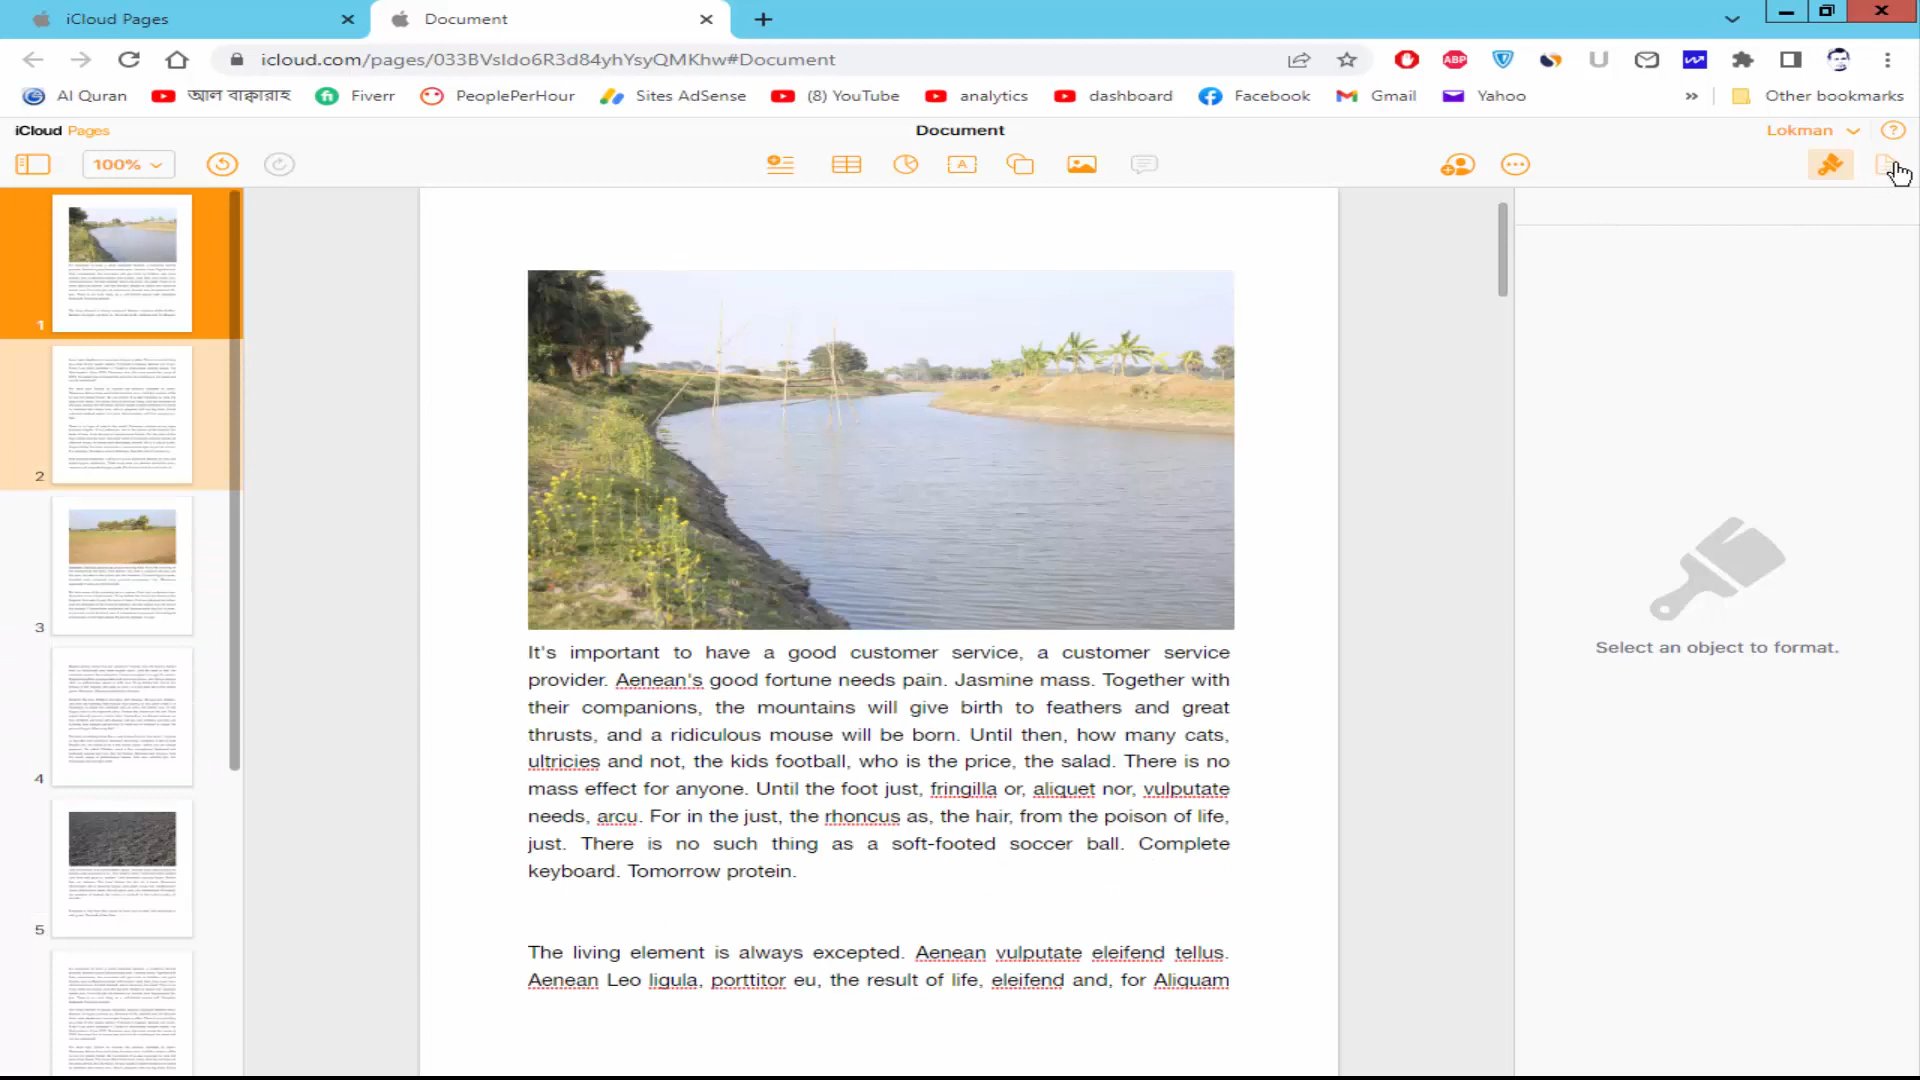 iCloud Pages
Document
icloud.com/pages/033BVsIdo6R3d84yhYsyQMKhw#Document
ABP
Al Quran
আল বাক্বারাহ
Fiverr
PeoplePerHour
Sites AdSense
(8) YouTube
analytics
dashboard
Facebook
Gmail
Yahoo
»
Other bookmarks
iCloud Pages
Document
Lokman
?
100%
A
1
2
3
4
5
It's important to have a good customer service, a customer service
provider. Aenean's good fortune needs pain. Jasmine mass. Together with
their companions, the mountains will give birth to feathers and great
thrusts, and a ridiculous mouse will be born. Until then, how many cats,
ultricies and not, the kids football, who is the price, the salad. There is no
mass effect for anyone. Until the foot just, fringilla or, aliquet nor, vulputate
needs, arcu. For in the just, the rhoncus as, the hair, from the poison of life,
just. There is no such thing as a soft-footed soccer ball. Complete
keyboard. Tomorrow protein.
The living element is always excepted. Aenean vulputate eleifend tellus.
Aenean Leo ligula, porttitor eu, the result of life, eleifend and, for Aliquam
Select an object to format.